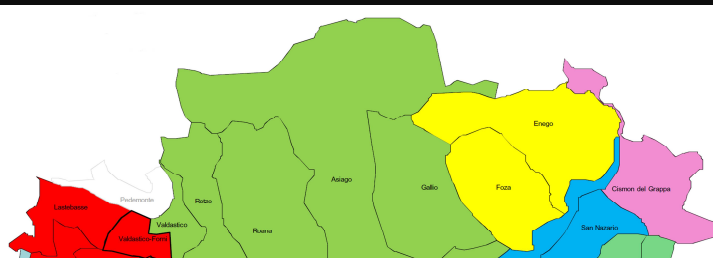 Enego
Asiago
Gallio
Foza
Cismon del Grappa
Pedemonte
Rotzo
Lastebasse
Valdastico
San Nazario
Roana
Valdastico-Forni